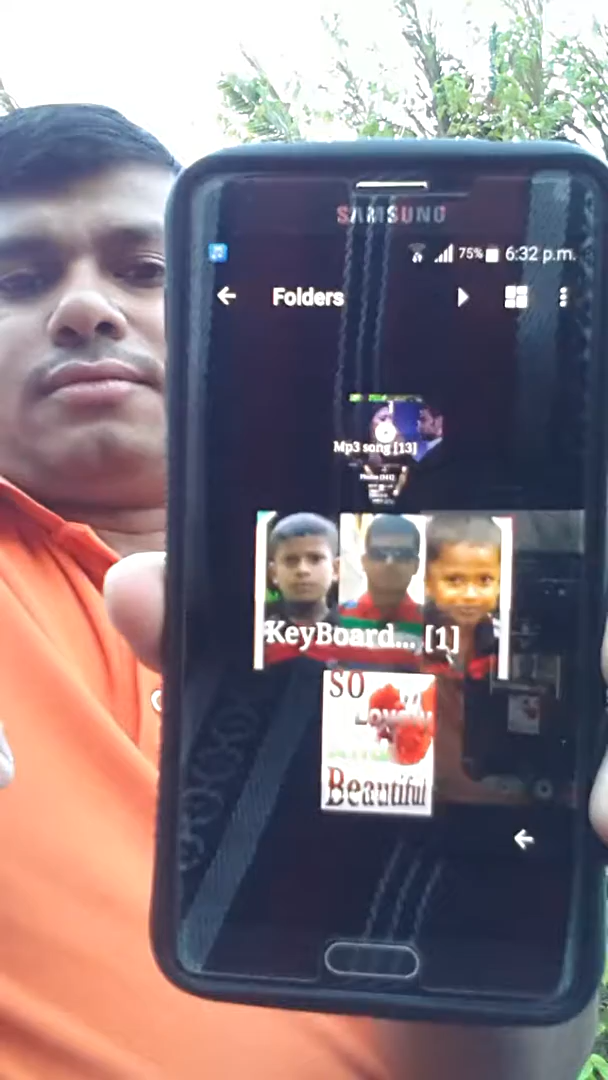 SAMSUNG
75% 6:32 p.m.
Folders
Mp3 song [13]
KeyBoard... [1]
SO
Beautiful